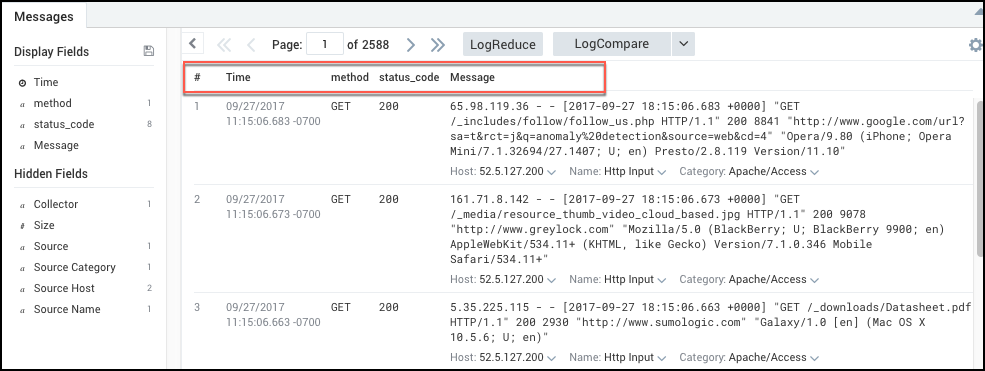 Messages
Display Fields
Time
a method 1
a status_code 8
a Message
Hidden Fields
a Collector 1
# Size
a Source 1
a Source Category 1
a Source Host 2
a Source Name 1
Page: 1 of 2588 LogReduce LogCompare
# Time method status_code Message
1 09/27/2017 GET 200 65.98.119.36 - - [2017-09-27 18:15:06.683 +0000] "GET
11:15:06.683 -0700 /_includes/follow/follow_us.php HTTP/1.1" 200 8841 "http://www.google.com/url?
sa=t&rct=j&q=anomaly%20detection&source=web&cd=4" "Opera/9.80 (iPhone; Opera
Mini/7.1.32694/27.1407; U; en) Presto/2.8.119 Version/11.10"
Host: 52.5.127.200 Name: Http Input Category: Apache/Access
2 09/27/2017 GET 200 161.71.8.142 - - [2017-09-27 18:15:06.673 +0000] "GET
11:15:06.673 -0700 /_media/resource_thumb_video_cloud_based.jpg HTTP/1.1" 200 9078
"http://www.greylock.com" "Mozilla/5.0 (BlackBerry; U; BlackBerry 9900; en)
AppleWebKit/534.11+ (KHTML, like Gecko) Version/7.1.0.346 Mobile
Safari/534.11+"
Host: 52.5.127.200 Name: Http Input Category: Apache/Access
3 09/27/2017 GET 200 5.35.225.115 - - [2017-09-27 18:15:06.663 +0000] "GET /_downloads/Datasheet.pdf
11:15:06.663 -0700 HTTP/1.1" 200 2930 "http://www.sumologic.com" "Galaxy/1.0 [en] (Mac OS X
10.5.6; U; en)"
Host: 52.5.127.200 Name: Http Input Category: Apache/Access